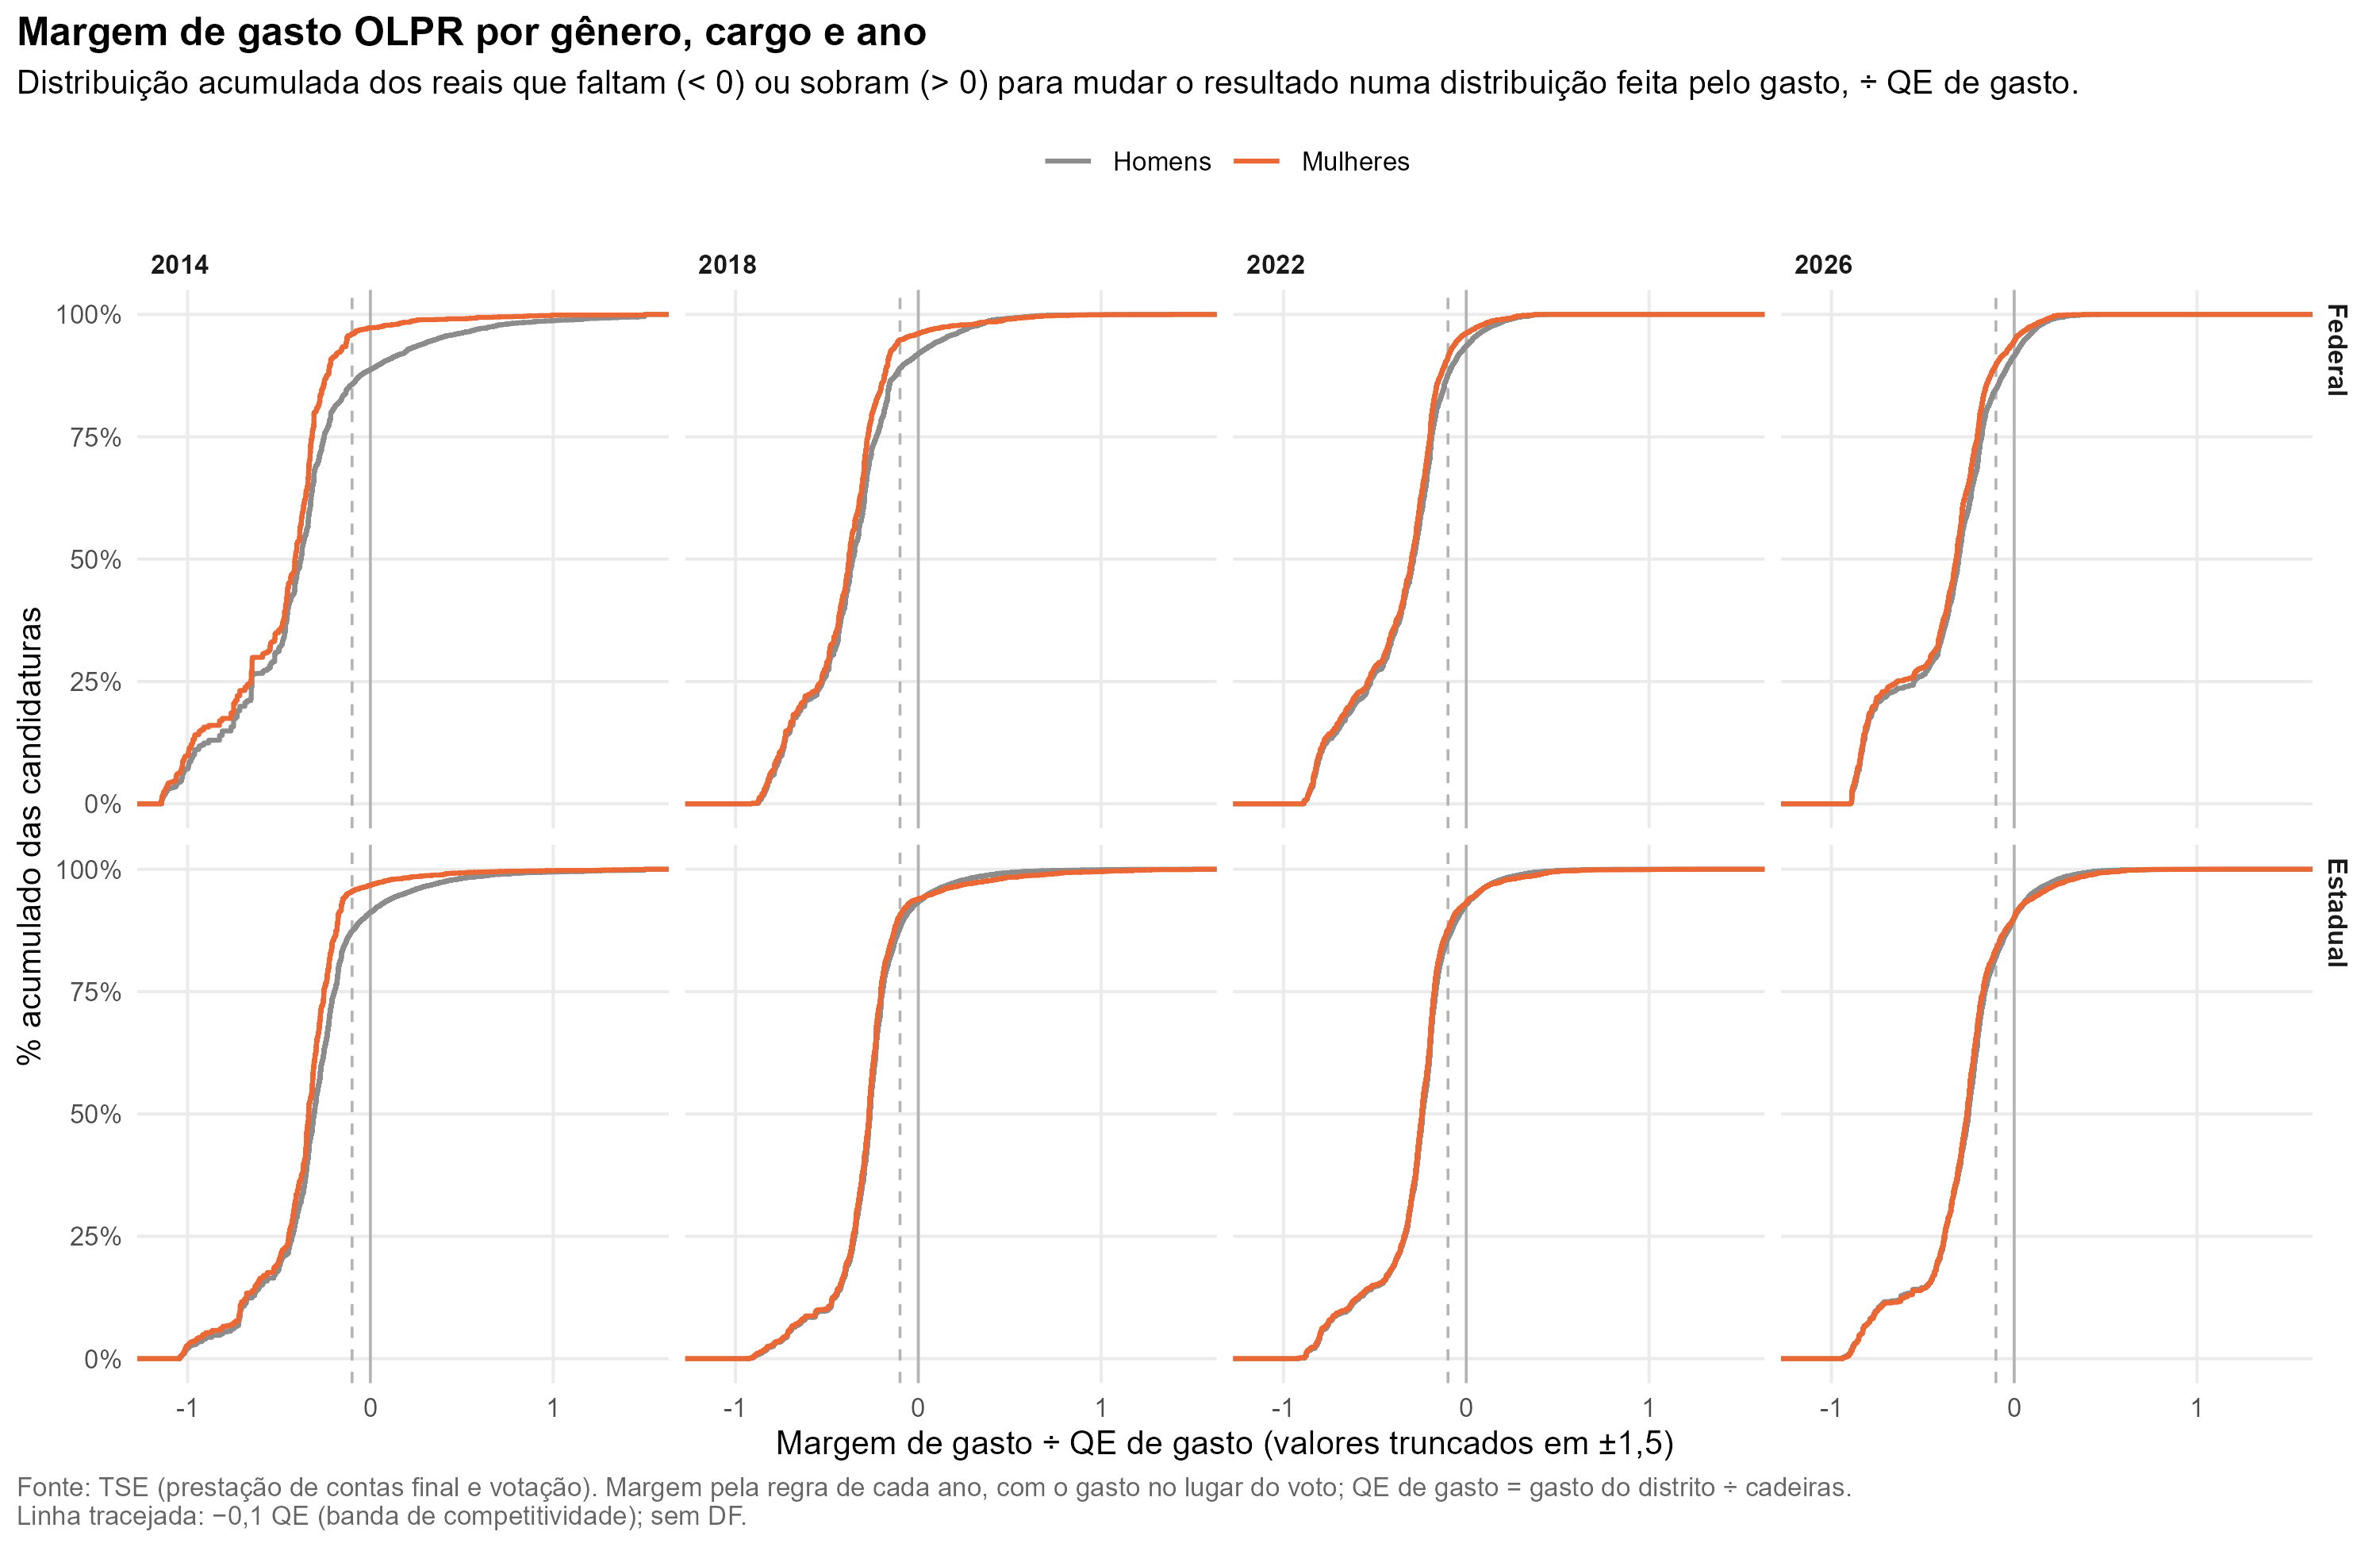 Margem de gasto OLPR por gênero, cargo e ano
Distribuição acumulada dos reais que faltam (< 0) ou sobram (> 0) para mudar o resultado numa distribuição feita pelo gasto, ÷ QE de gasto.
Homens Mulheres
2014 2018 2022 2026
100%
75%
50%
25%
0%
Federal
100%
75%
50%
25%
0%
Estadual
% acumulado das candidaturas
-1 0 1 -1 0 1 -1 0 1 -1 0 1
Margem de gasto ÷ QE de gasto (valores truncados em ±1,5)
Fonte: TSE (prestação de contas final e votação). Margem pela regra de cada ano, com o gasto no lugar do voto; QE de gasto = gasto do distrito ÷ cadeiras.
Linha tracejada: −0,1 QE (banda de competitividade); sem DF.